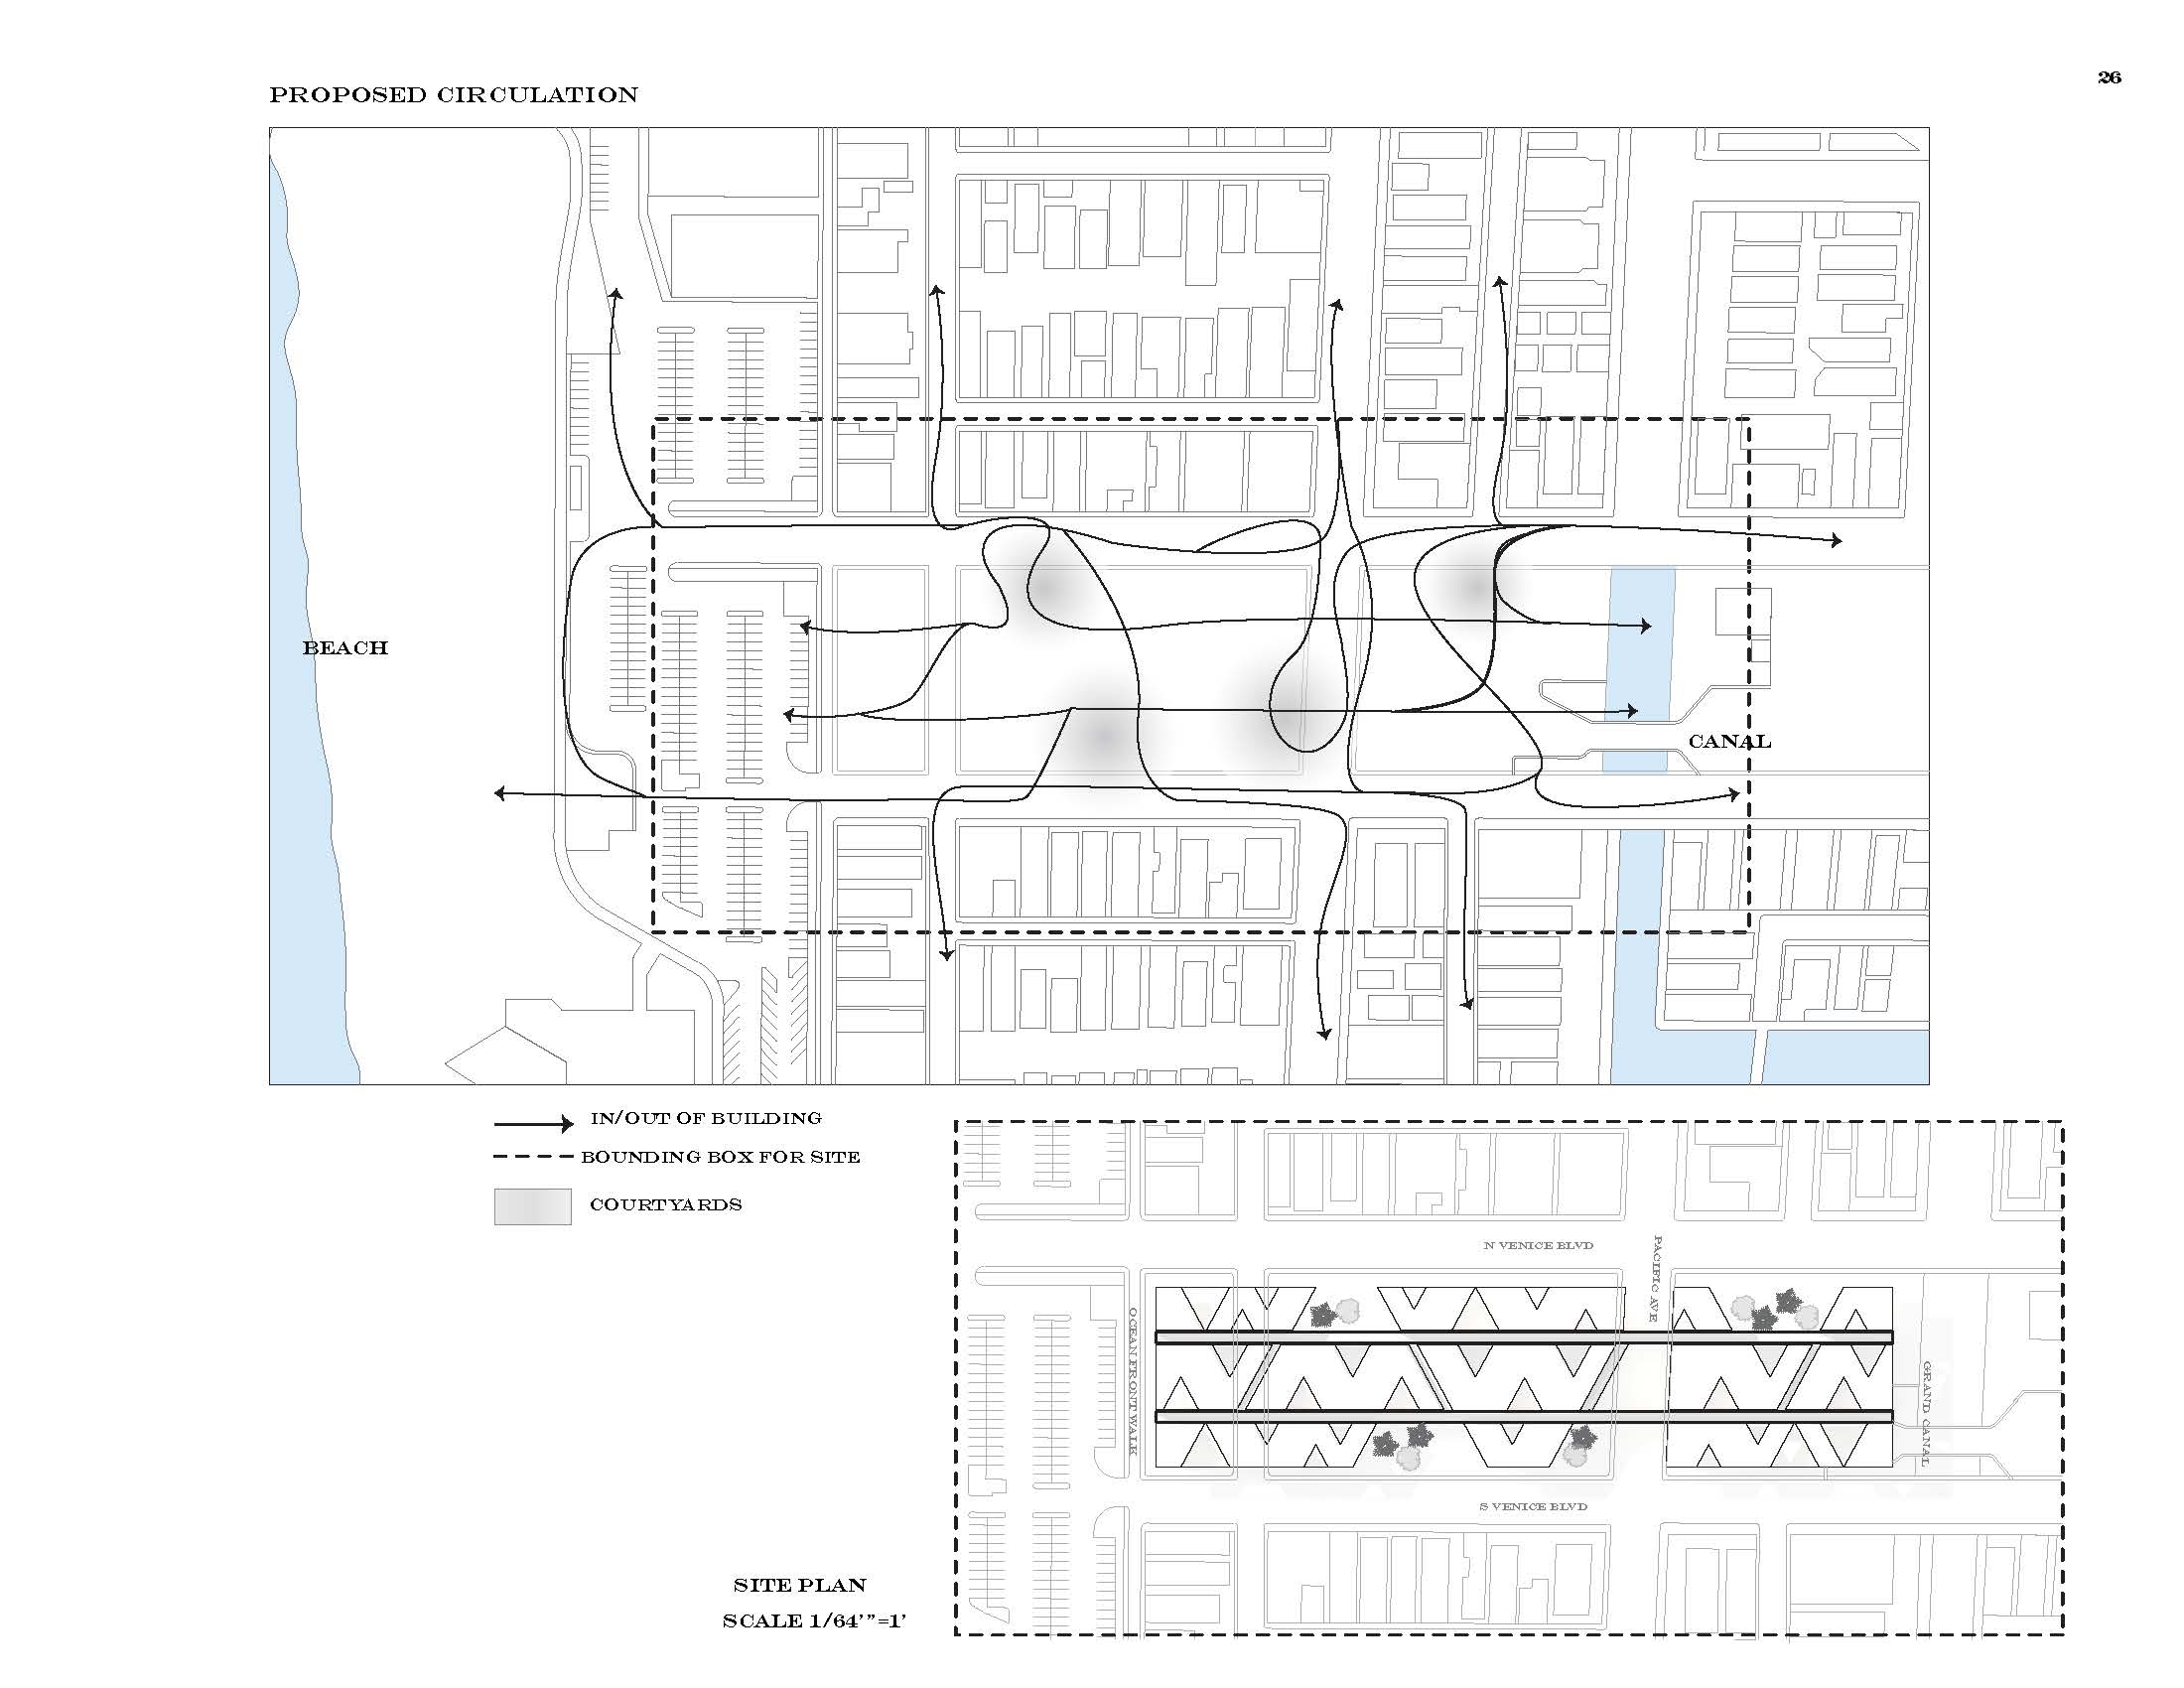 26
PROPOSED CIRCULATION
BEACH
CANAL
IN/OUT OF BUILDING
BOUNDING BOX FOR SITE
COURTYARDS
N VENICE BLVD
PACIFIC AVE
OCEAN FRONT WALK
GRAND CANAL
S VENICE BLVD
SITE PLAN
SCALE 1/64'"=1'